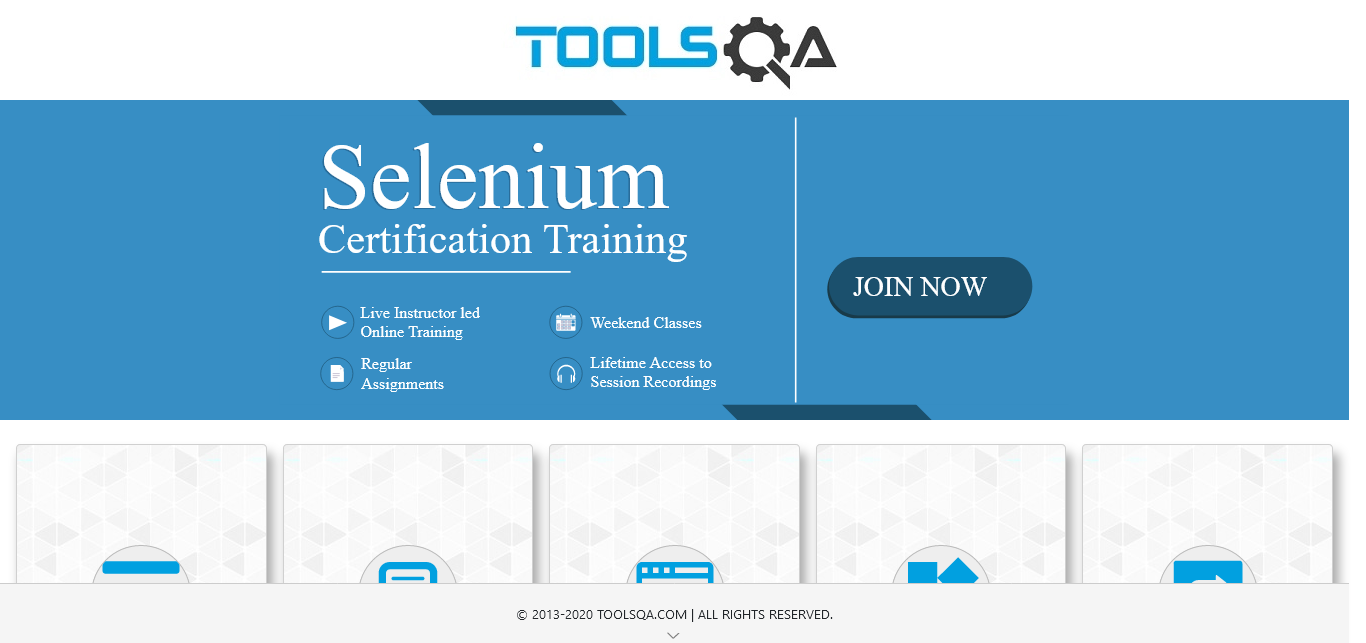 TOOLSQA
Selenium
Certification Training
JOIN NOW
Live Instructor led
Online Training
Weekend Classes
Regular
Assignments
Lifetime Access to
Session Recordings
© 2013-2020 TOOLSQA.COM | ALL RIGHTS RESERVED.